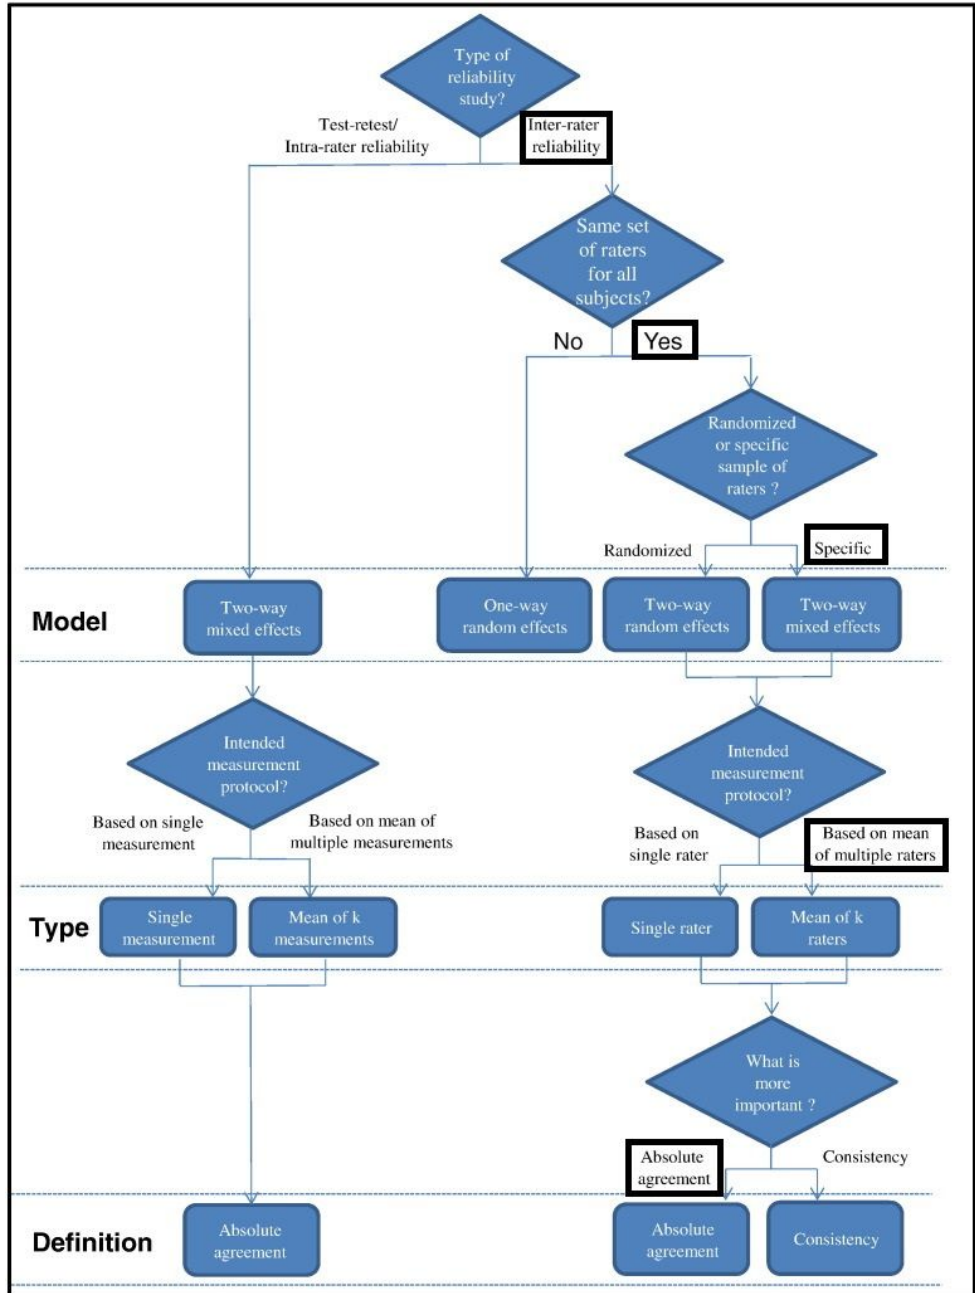 Type of
reliability
study?
Test-retest/
Intra-rater reliability
Inter-rater
reliability
Same set
of raters
for all
subjects?
No
Yes
Randomized
or specific
sample of
raters ?
Randomized
Specific
Model
Two-way
mixed effects
One-way
random effects
Two-way
random effects
Two-way
mixed effects
Intended
measurement
protocol?
Based on single
measurement
Based on mean of
multiple measurements
Intended
measurement
protocol?
Based on
single rater
Based on mean
of multiple raters
Type
Single
measurement
Mean of k
measurements
Single rater
Mean of k
raters
What is
more
important ?
Absolute
agreement
Consistency
Definition
Absolute
agreement
Absolute
agreement
Consistency